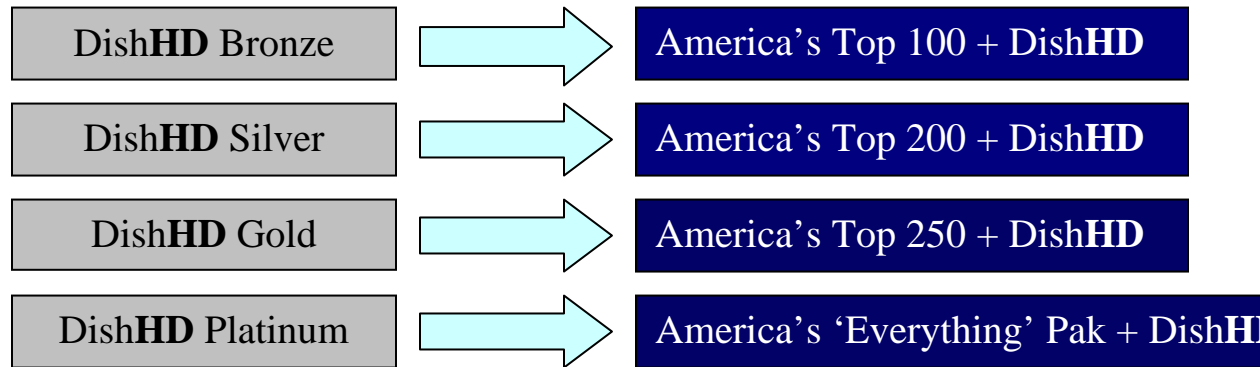 DishHD Bronze America’s Top 100 + DishHD
DishHD Silver America’s Top 200 + DishHD
DishHD Gold America’s Top 250 + DishHD
DishHD Platinum America’s ‘Everything’ Pak + DishH